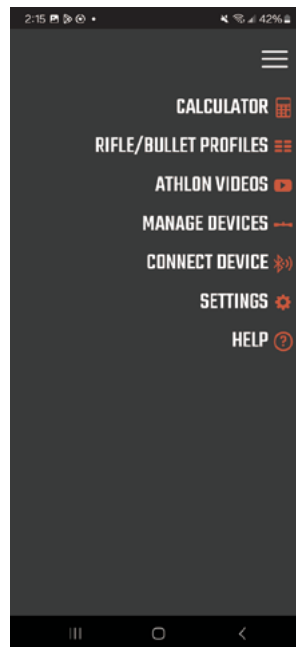 2:15 42%
CALCULATOR
RIFLE/BULLET PROFILES
ATHLON VIDEOS
MANAGE DEVICES
CONNECT DEVICE
SETTINGS
HELP